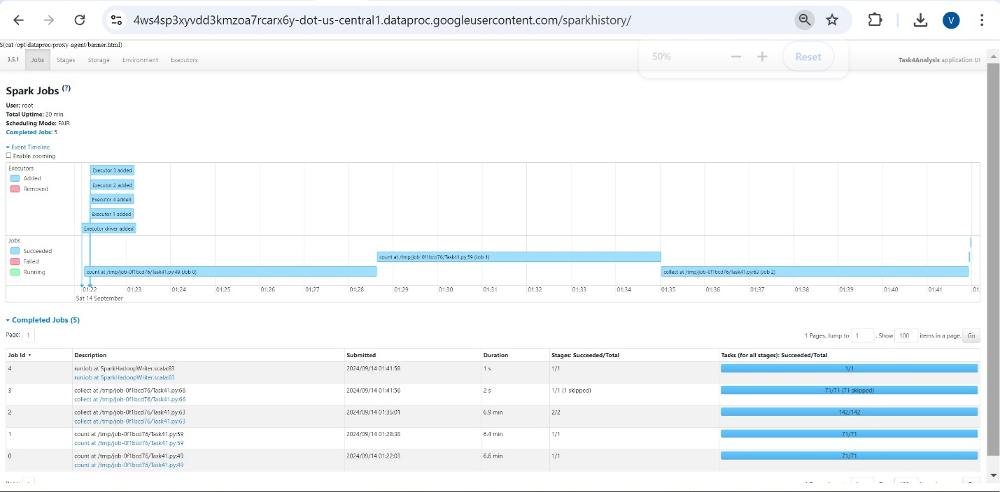 4ws4sp3xyvdd3kmzoa7rcarx6y-dot-us-central1.dataproc.googleusercontent.com/sparkhistory/
V
$(cat /opt/dataproc/proxy-agent/banner.html)
50%
Reset
3.5.1 Jobs Stages Storage Environment Executors Task4Analysis application UI
Spark Jobs (?)
User: root
Total Uptime: 20 min
Scheduling Mode: FAIR
Completed Jobs: 5
Event Timeline
Enable zooming
Executors
Added
Removed
Executor 3 added
Executor 2 added
Executor 4 added
Executor 1 added
Executor driver added
Jobs
Succeeded
Failed
Running
count at /tmp/job-0f1bcd76/Task41.py:59 (Job 1)
count at /tmp/job-0f1bcd76/Task41.py:49 (Job 0) collect at /tmp/job-0f1bcd76/Task41.py:63 (Job 2)
01:22 01:23 01:24 01:25 01:26 01:27 01:28 01:29 01:30 01:31 01:32 01:33 01:34 01:35 01:36 01:37 01:38 01:39 01:40 01:41 01
Sat 14 September
Completed Jobs (5)
Page: 1 1 Pages. Jump to 1 . Show 100 items in a page. Go
Job Id Description Submitted Duration Stages: Succeeded/Total Tasks (for all stages): Succeeded/Total
4 runJob at SparkHadoopWriter.scala:83 2024/09/14 01:41:58 1 s 1/1 1/1
runJob at SparkHadoopWriter.scala:83
3 collect at /tmp/job-0f1bcd76/Task41.py:66 2024/09/14 01:41:56 2 s 1/1 (1 skipped) 71/71 (71 skipped)
collect at /tmp/job-0f1bcd76/Task41.py:66
2 collect at /tmp/job-0f1bcd76/Task41.py:63 2024/09/14 01:35:01 6.9 min 2/2 142/142
collect at /tmp/job-0f1bcd76/Task41.py:63
1 count at /tmp/job-0f1bcd76/Task41.py:59 2024/09/14 01:28:38 6.4 min 1/1 71/71
count at /tmp/job-0f1bcd76/Task41.py:59
0 count at /tmp/job-0f1bcd76/Task41.py:49 2024/09/14 01:22:03 6.6 min 1/1 71/71
count at /tmp/job-0f1bcd76/Task41.py:49